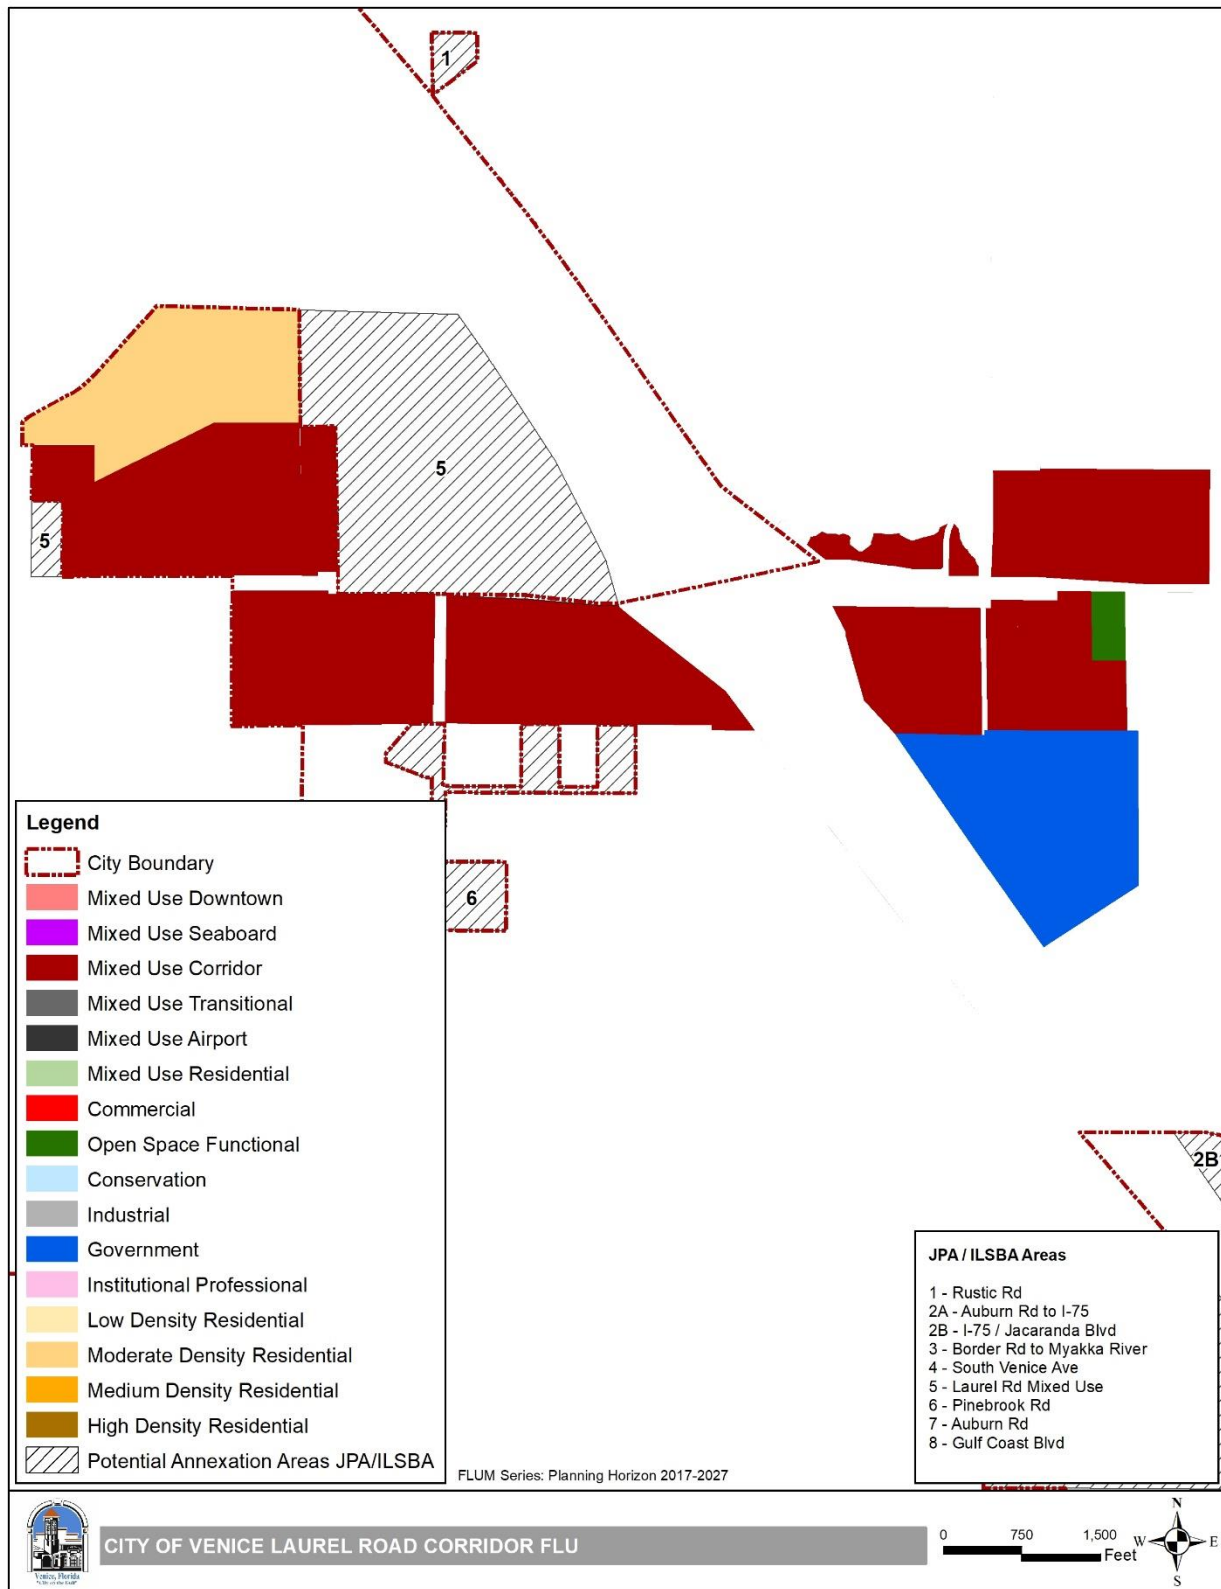 1
5
5
6
2B
Legend
City Boundary
Mixed Use Downtown
Mixed Use Seaboard
Mixed Use Corridor
Mixed Use Transitional
Mixed Use Airport
Mixed Use Residential
Commercial
Open Space Functional
Conservation
Industrial
Government
Institutional Professional
Low Density Residential
Moderate Density Residential
Medium Density Residential
High Density Residential
Potential Annexation Areas JPA/ILSBA
FLUM Series: Planning Horizon 2017-2027
JPA / ILSBA Areas
1 - Rustic Rd
2A - Auburn Rd to I-75
2B - I-75 / Jacaranda Blvd
3 - Border Rd to Myakka River
4 - South Venice Ave
5 - Laurel Rd Mixed Use
6 - Pinebrook Rd
7 - Auburn Rd
8 - Gulf Coast Blvd
Venice, Florida
"City on the Gulf"
CITY OF VENICE LAUREL ROAD CORRIDOR FLU
0 750 1,500
Feet
N
W E
S